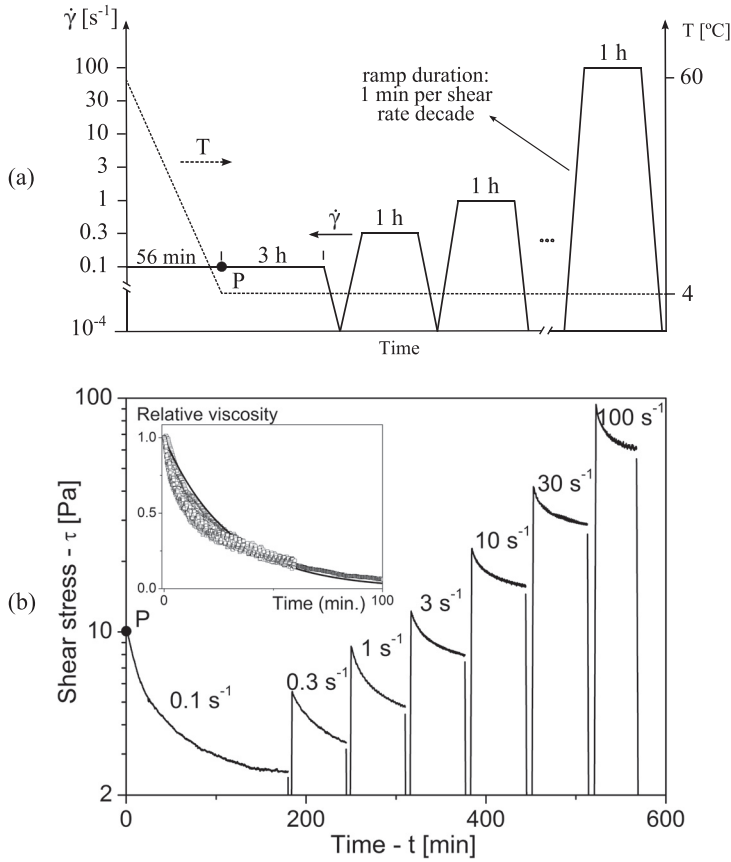 γ̇ [s⁻¹]
T [ºC]
1 h
100
ramp duration:
1 min per shear
rate decade
60
30
10
T
(a)
3
1 h
1
γ̇
1 h
0.3
...
56 min
3 h
0.1
P
4
10⁻⁴
Time
100
Relative viscosity
1.0
0.5
0.0
0
Time (min.)
100
100 s⁻¹
30 s⁻¹
10 s⁻¹
3 s⁻¹
1 s⁻¹
0.3 s⁻¹
0.1 s⁻¹
P
(b)
Shear stress - τ [Pa]
10
2
0
200
400
600
Time - t [min]